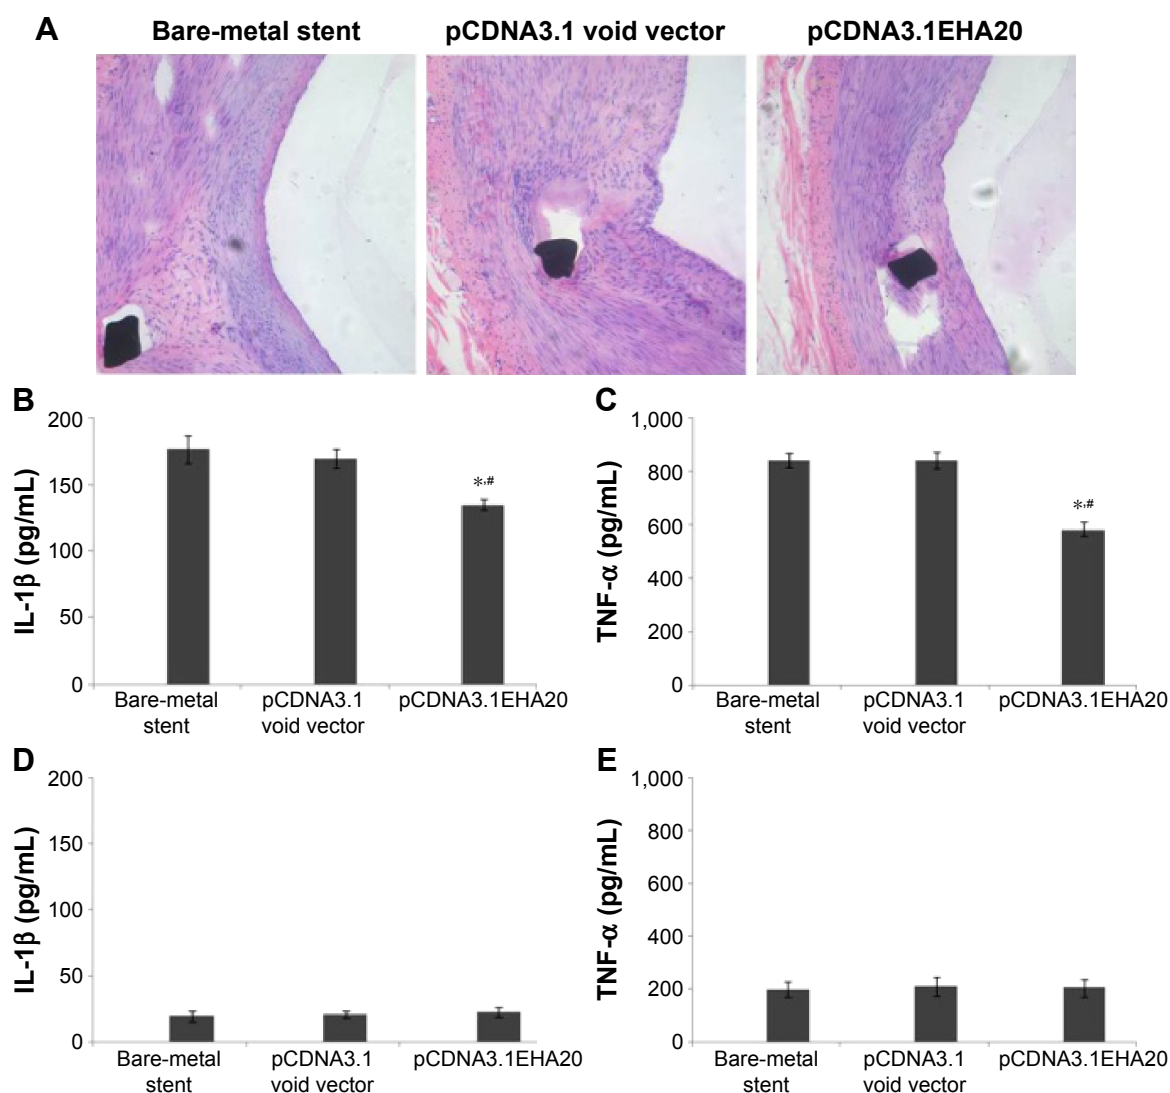 A
Bare-metal stent
pCDNA3.1 void vector
pCDNA3.1EHA20
B
IL-1β (pg/mL)
200
150
100
50
0
*,#
Bare-metal
stent
pCDNA3.1
void vector
pCDNA3.1EHA20
C
TNF-α (pg/mL)
1,000
800
600
400
200
0
*,#
Bare-metal
stent
pCDNA3.1
void vector
pCDNA3.1EHA20
D
IL-1β (pg/mL)
200
150
100
50
0
Bare-metal
stent
pCDNA3.1
void vector
pCDNA3.1EHA20
E
TNF-α (pg/mL)
1,000
800
600
400
200
0
Bare-metal
stent
pCDNA3.1
void vector
pCDNA3.1EHA20